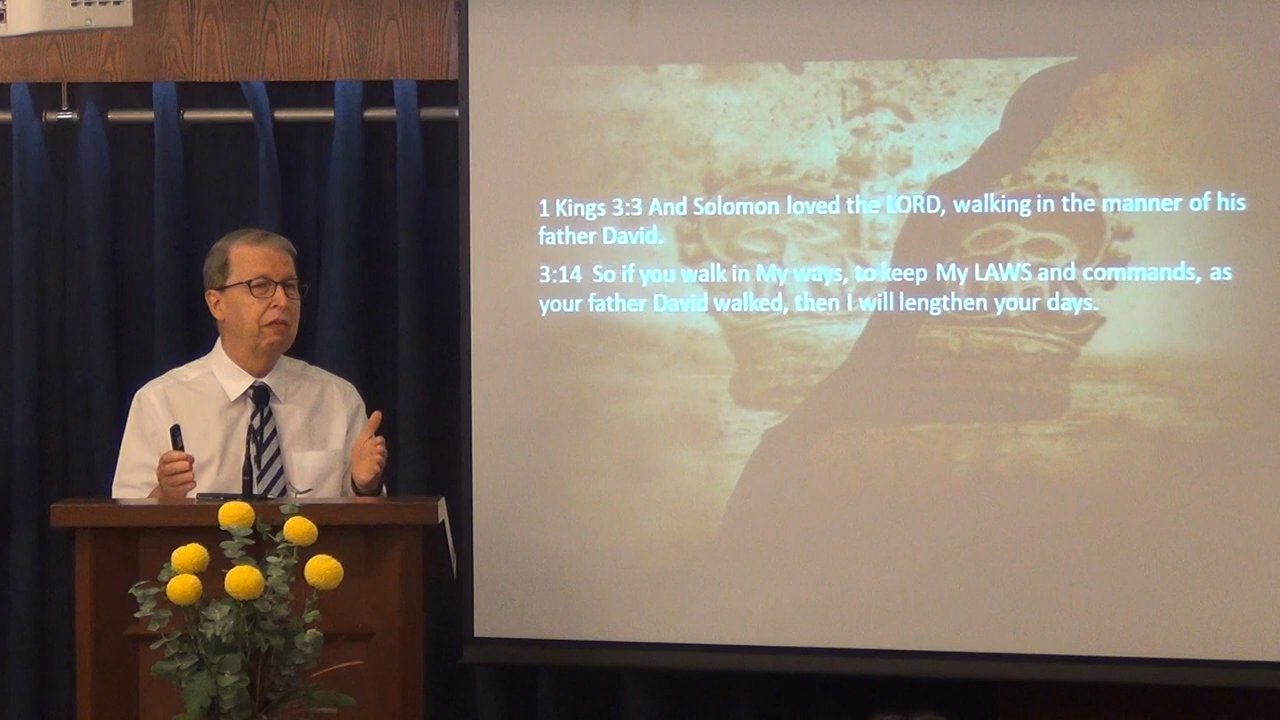 1 Kings 3:3 And Solomon loved the LORD, walking in the manner of his
father David.
3:14 So if you walk in My ways, to keep My LAWS and commands, as
your father David walked, then I will lengthen your days.